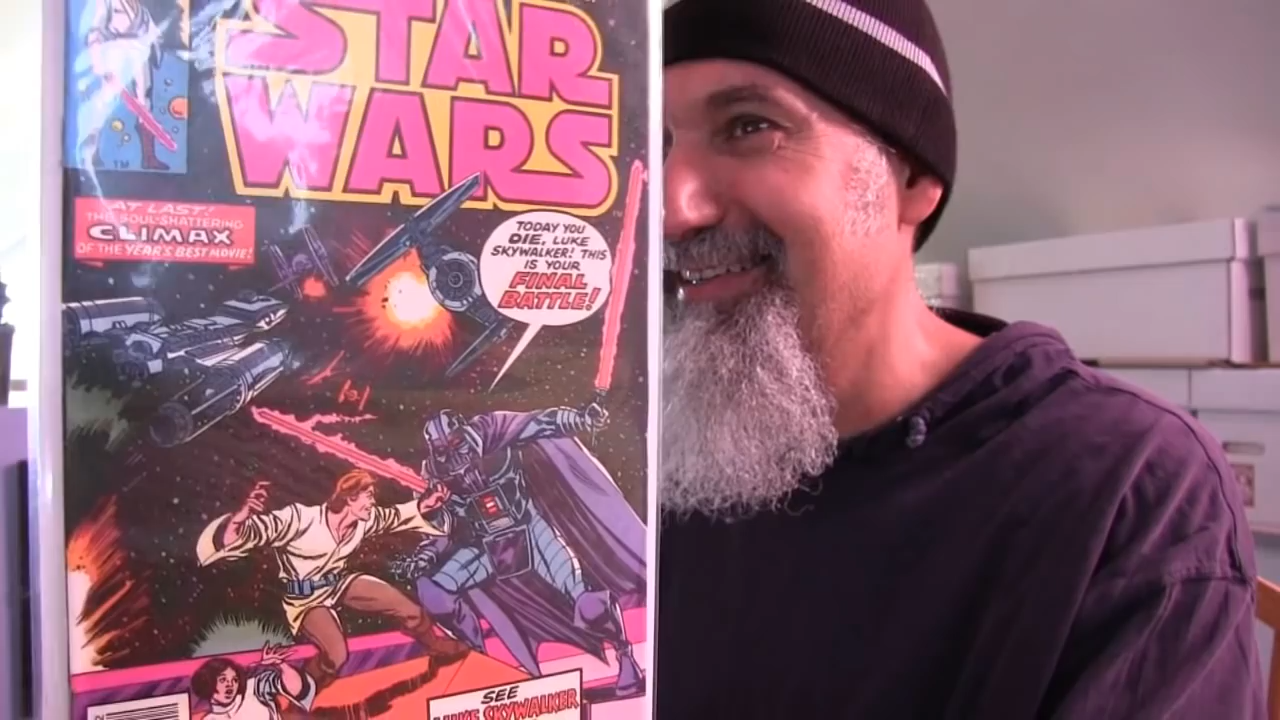 STAR
WARS
TM
AT LAST!
THE SOUL-SHATTERING
CLIMAX
OF THE YEAR'S BEST MOVIE!
TODAY YOU
DIE, LUKE
SKYWALKER! THIS
IS YOUR
FINAL
BATTLE!
SEE
LUKE SKYWALKER